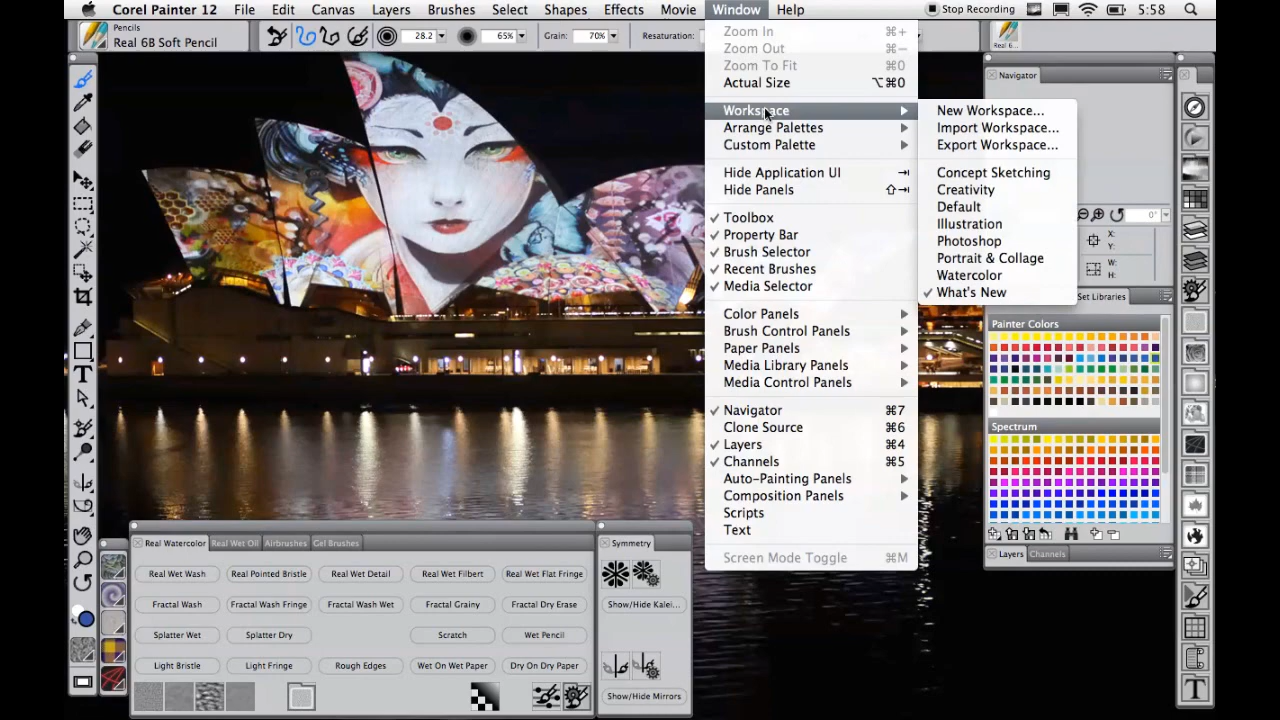 Corel Painter 12 File Edit Canvas Layers Brushes Select Shapes Effects Movie Window Help Stop Recording 5:58
Pencils
Real 6B Soft Pencil
28.2 65% Grain: 70% Resaturation:
Real 6...
Zoom In ⌘+
Zoom Out ⌘−
Zoom To Fit ⌘0
Actual Size ⌥⌘0
Workspace
Arrange Palettes
Custom Palette
Hide Application UI
Hide Panels
Toolbox
Property Bar
Brush Selector
Recent Brushes
Media Selector
Color Panels
Brush Control Panels
Paper Panels
Media Library Panels
Media Control Panels
Navigator ⌘7
Clone Source ⌘6
Layers ⌘4
Channels ⌘5
Auto-Painting Panels
Composition Panels
Scripts
Text
Screen Mode Toggle ⌘M
New Workspace...
Import Workspace...
Export Workspace...
Concept Sketching
Creativity
Default
Illustration
Photoshop
Portrait & Collage
Watercolor
What's New
Navigator
0°
X:
Y:
W:
H:
Set Libraries
Painter Colors
Spectrum
Layers Channels
T
T
Real Watercolor Real Wet Oil Airbrushes Gel Brushes
Real Wet Wash Real Pointed Bristle Real Wet Detail Real Wet Filbert Real Wet Flat Fringe
Fractal Wash Fractal Wash Fringe Fractal Wash Wet Fractal Grainy Fractal Dry Erase
Splatter Wet Splatter Dry Scratch Wet Pencil
Light Bristle Light Fringe Rough Edges Wet On Wet Paper Dry On Dry Paper
Symmetry
Show/Hide Kalei...
Show/Hide Mirrors